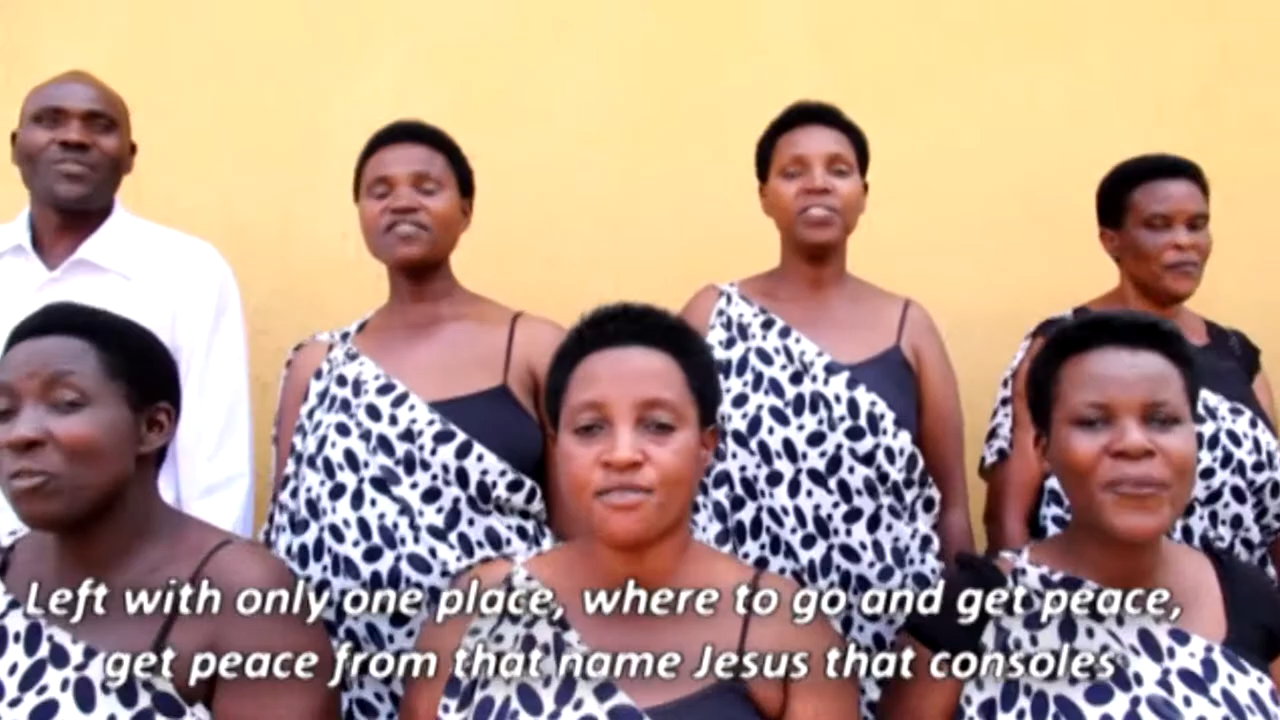 Left with only one place, where to go and get peace,
get peace from that name Jesus that consoles